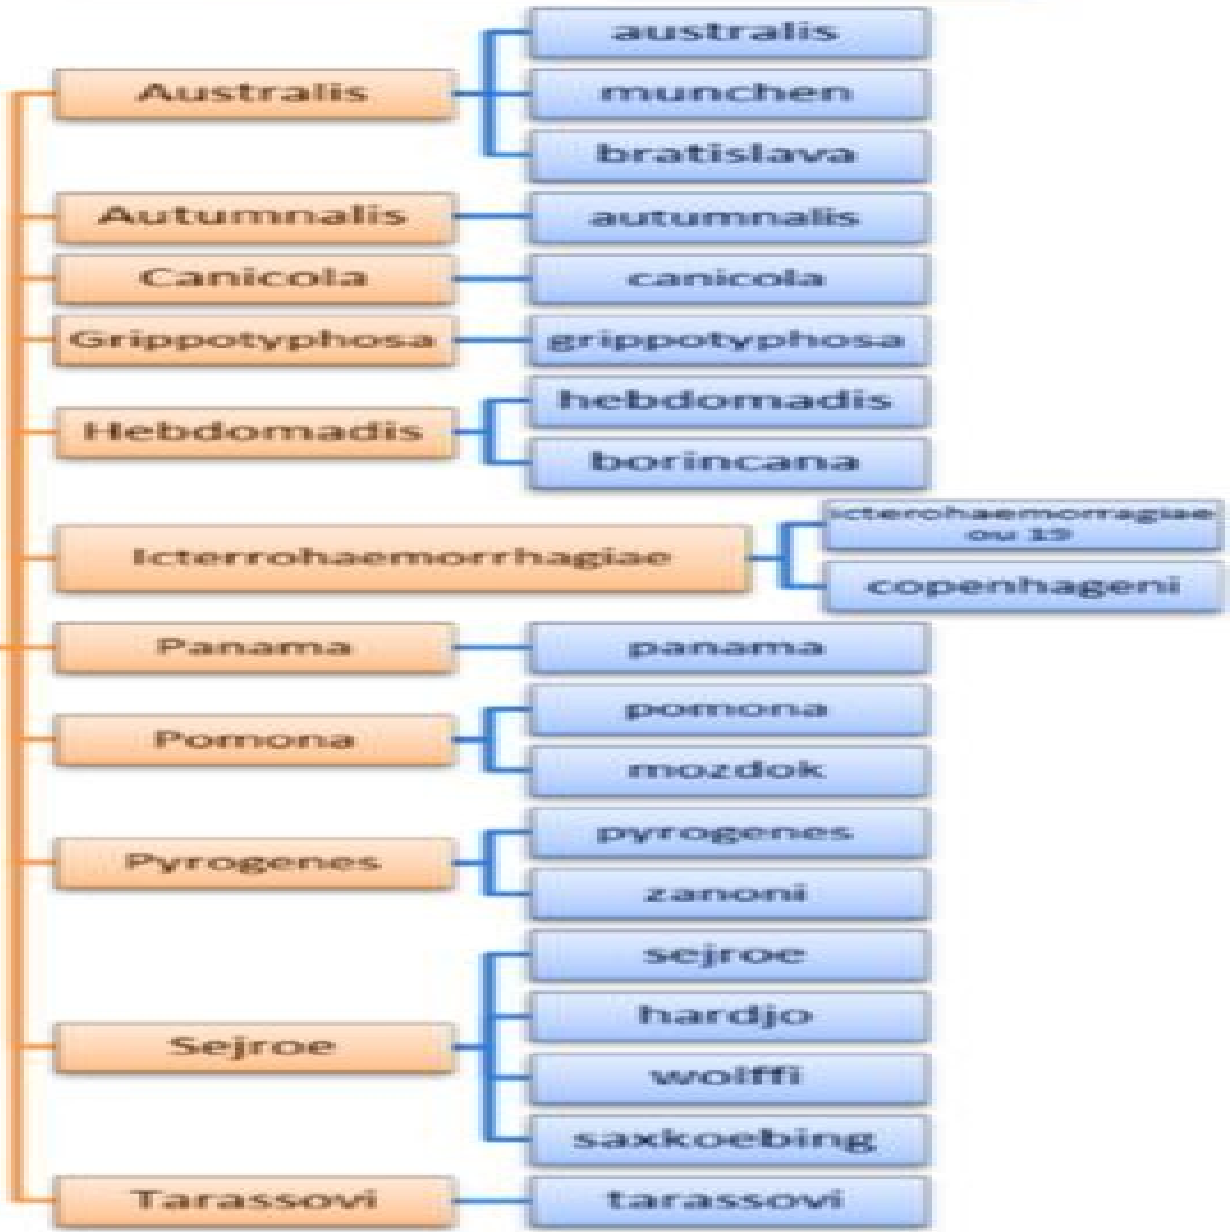 Australis
australis
munchen
bratislava
Autumnalis
autumnalis
Canicola
canicola
Grippotyphosa
grippotyphosa
Hebdomadis
hebdomadis
borincana
Icterrohaemorrhagiae
icterohaemorragiae
ou 19
copenhageni
Panama
panama
Pomona
pomona
mozdok
Pyrogenes
pyrogenes
zanoni
Sejroe
sejroe
hardjo
wolffi
saxkoebing
Tarassovi
tarassovi